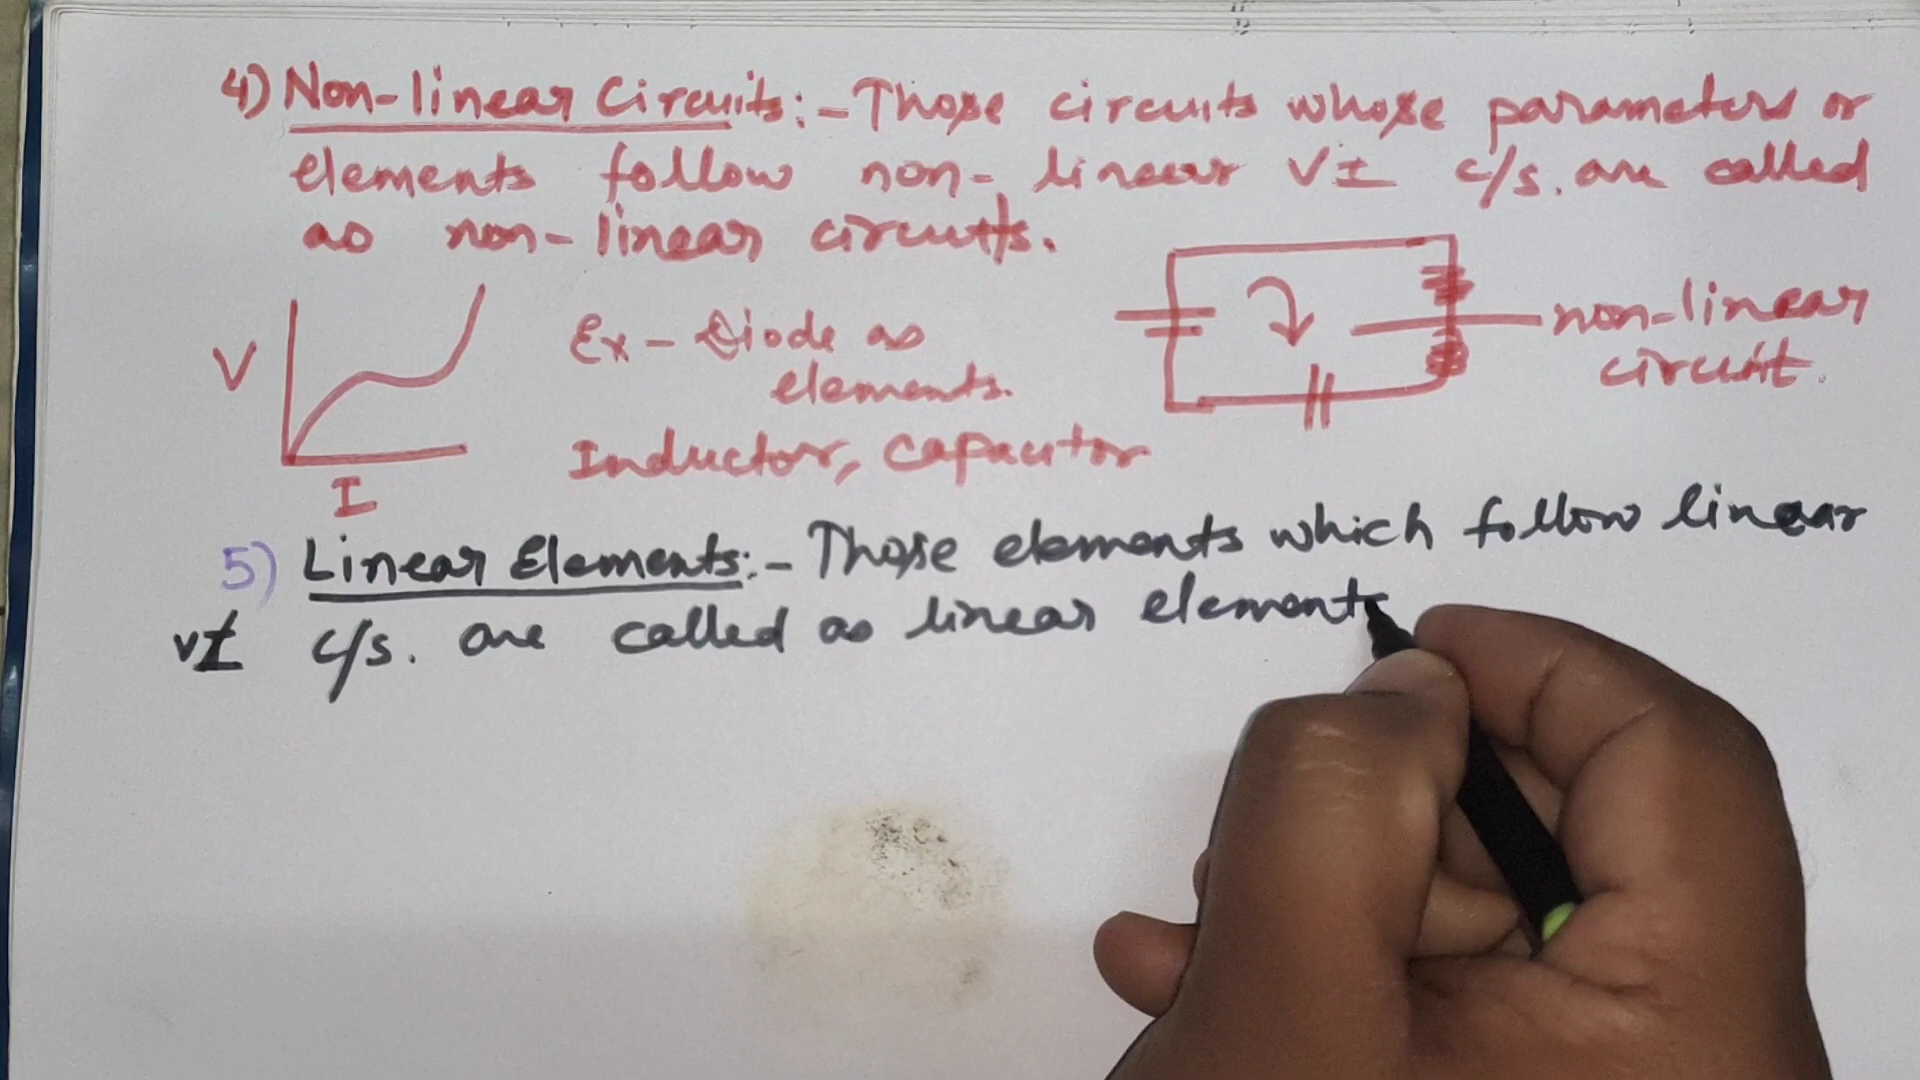 4) Non-linear Circuits:- Those circuits whose parameters or
elements follow non-linear VI c/s. are called
as non-linear circuits.
V
I
Ex - Diode as
elements.
Inductor, capacitor
non-linear
circuit.
5) Linear Elements:- Those elements which follow linear
VI c/s. are called as linear elements